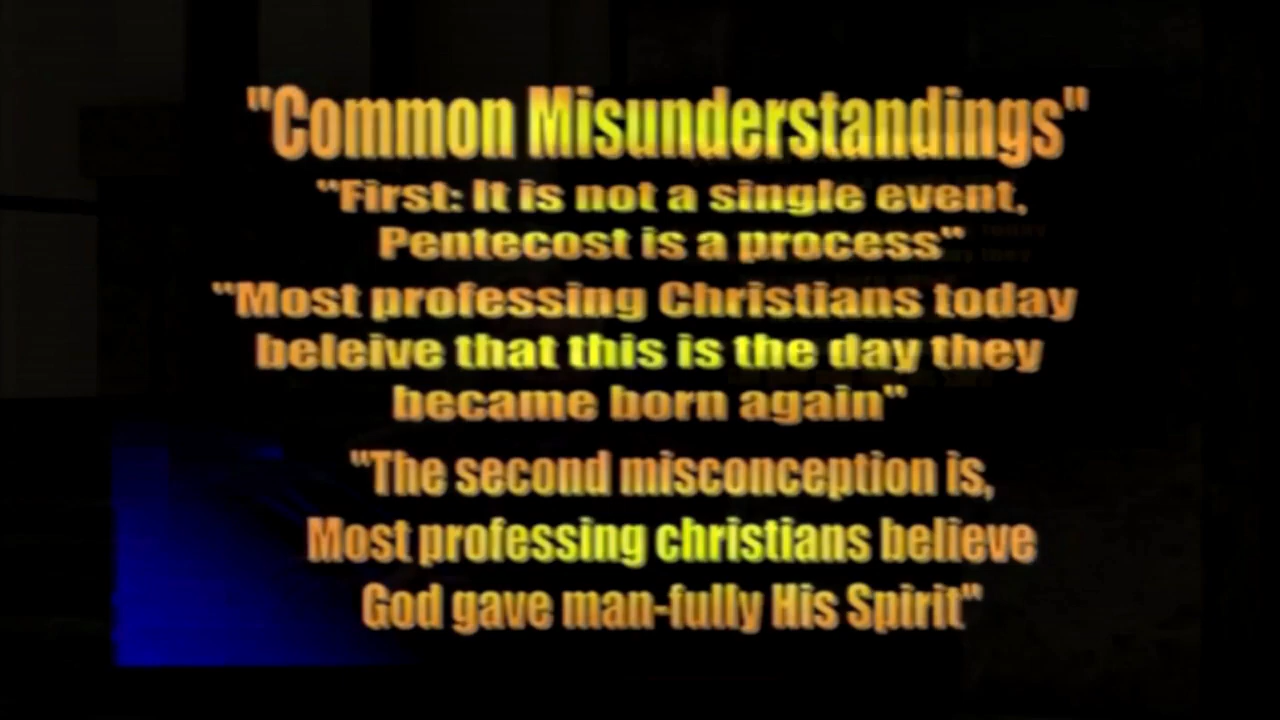 "Common Misunderstandings"
"First: It is not a single event,
Pentecost is a process"
"Most professing Christians today
beleive that this is the day they
became born again"
"The second misconception is,
Most professing christians believe
God gave man-fully His Spirit"